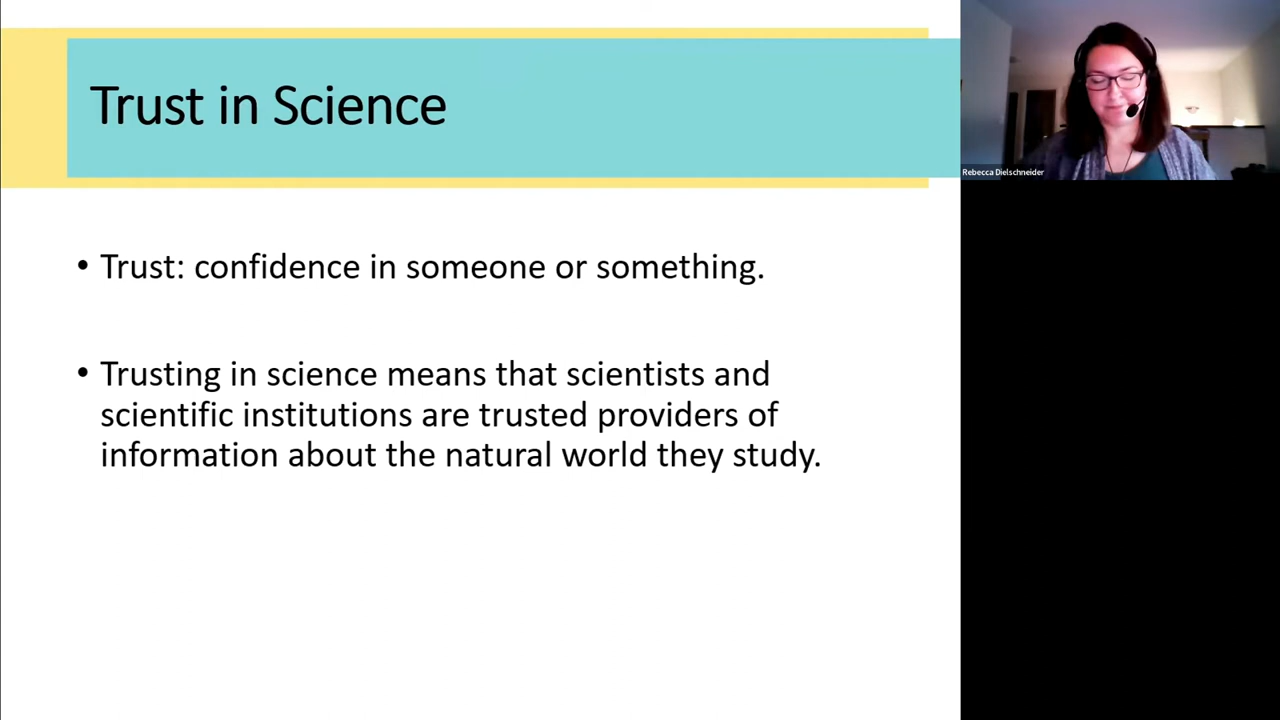 Trust in Science
Rebecca Dielschneider
• Trust: confidence in someone or something.
• Trusting in science means that scientists and
scientific institutions are trusted providers of
information about the natural world they study.